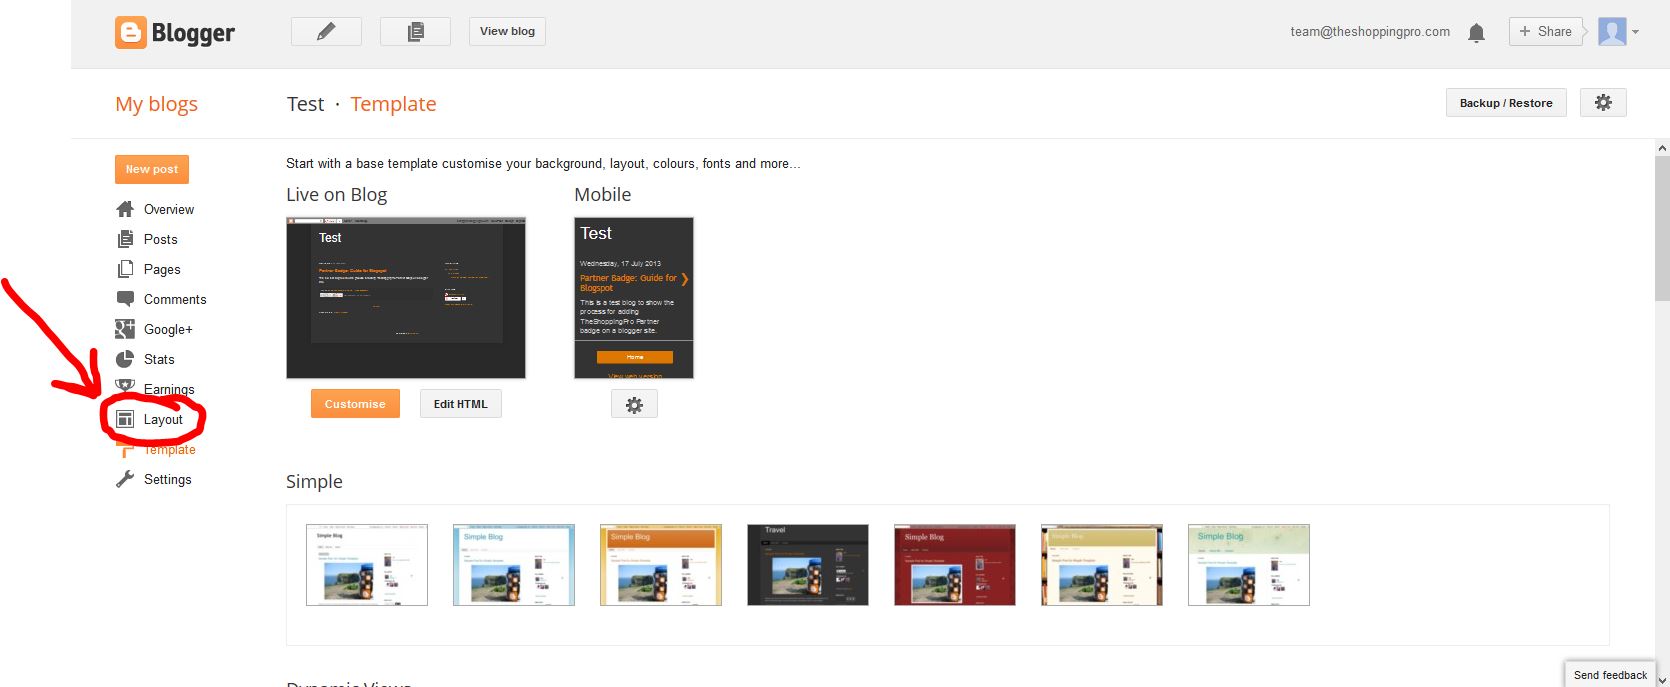 Blogger
View blog
team@theshoppingpro.com
+ Share
My blogs
Test · Template
Backup / Restore
New post
Overview
Posts
Pages
Comments
Google+
Stats
Earnings
Layout
Template
Settings
Start with a base template customise your background, layout, colours, fonts and more...
Live on Blog
Mobile
Test
Partner Badge: Guide for Blogspot
Test
Wednesday, 17 July 2013
Partner Badge: Guide for
Blogspot
This is a test blog to show the
process for adding
TheShoppingPro Partner
badge on a blogger site.
Home
View web version
Customise
Edit HTML
Simple
Simple Blog
Simple Blog
Simple Blog
Travel
Simple Blog
Simple Blog
Simple Blog
Dynamic Views
Send feedback